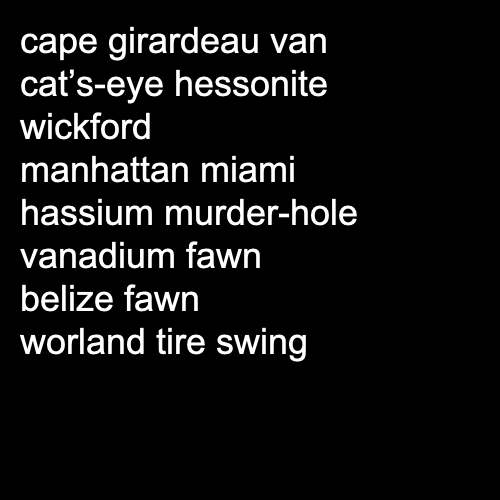 cape girardeau van
cat’s-eye hessonite
wickford
manhattan miami
hassium murder-hole
vanadium fawn
belize fawn
worland tire swing